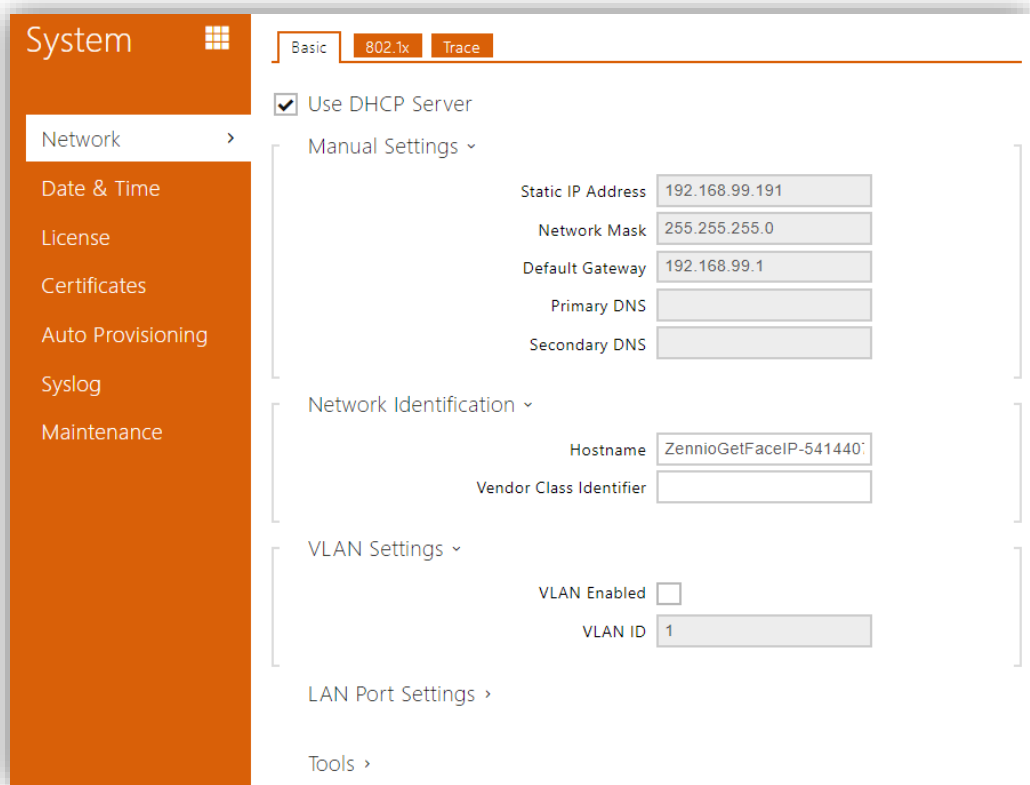 System
Basic 802.1x Trace
Use DHCP Server
Network
Manual Settings
Date & Time
Static IP Address 192.168.99.191
License
Network Mask 255.255.255.0
Certificates
Default Gateway 192.168.99.1
Auto Provisioning
Primary DNS
Syslog
Secondary DNS
Maintenance
Network Identification
Hostname ZennioGetFaceIP-541440
Vendor Class Identifier
VLAN Settings
VLAN Enabled
VLAN ID 1
LAN Port Settings
Tools